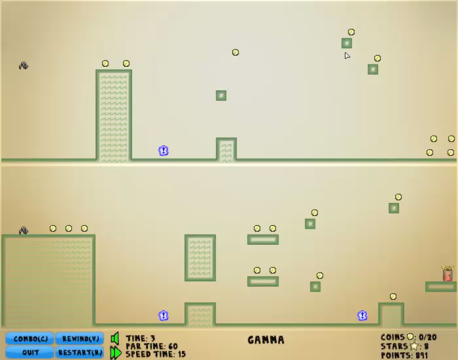 COMBO(C)
REWIND(V)
QUIT
RESTART(R)
TIME: 3
PAR TIME: 60
SPEED TIME: 15
GAMMA
COINS : 0/20
STARS : 8
POINTS: 891